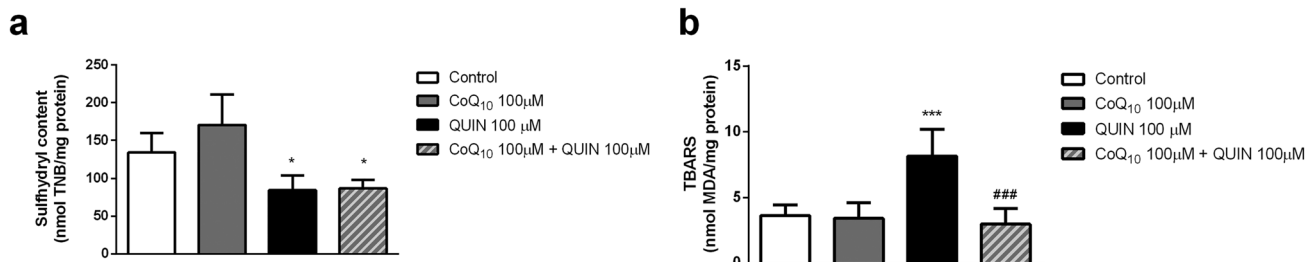 a
Sulfhydryl content
(nmol TNB/mg protein)
250
200
150
100
50
0
*
*
Control
CoQ10 100μM
QUIN 100 μM
CoQ10 100μM + QUIN 100μM
b
TBARS
(nmol MDA/mg protein)
15
10
5
0
***
###
Control
CoQ10 100μM
QUIN 100 μM
CoQ10 100μM + QUIN 100μM